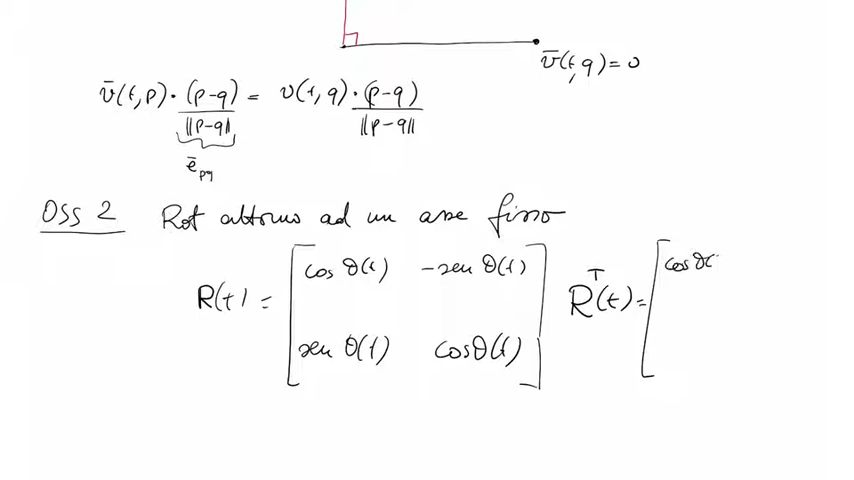 v̄(t,q)=0
v̄(t,p)·(p-q)/‖p-q‖ = v(t,q)·(p-q)/‖p-q‖
ē_pq
OSS 2 Rot attorno ad un asse fisso
R(t) = [cos θ(t) -sen θ(t)] R^T(t) = [cos θ(
sen θ(t) cos θ(t)